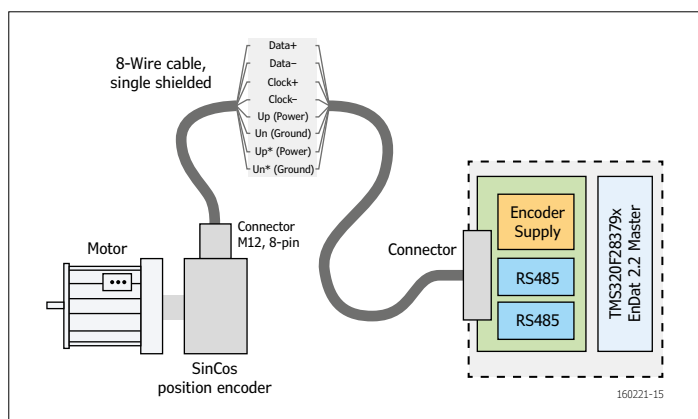 8-Wire cable,
single shielded
Data+
Data–
Clock+
Clock–
Up (Power)
Un (Ground)
Up* (Power)
Un* (Ground)
Motor
Connector
M12, 8-pin
SinCos
position encoder
Connector
Encoder
Supply
RS485
RS485
TMS320F28379x
EnDat 2.2 Master
160221-15